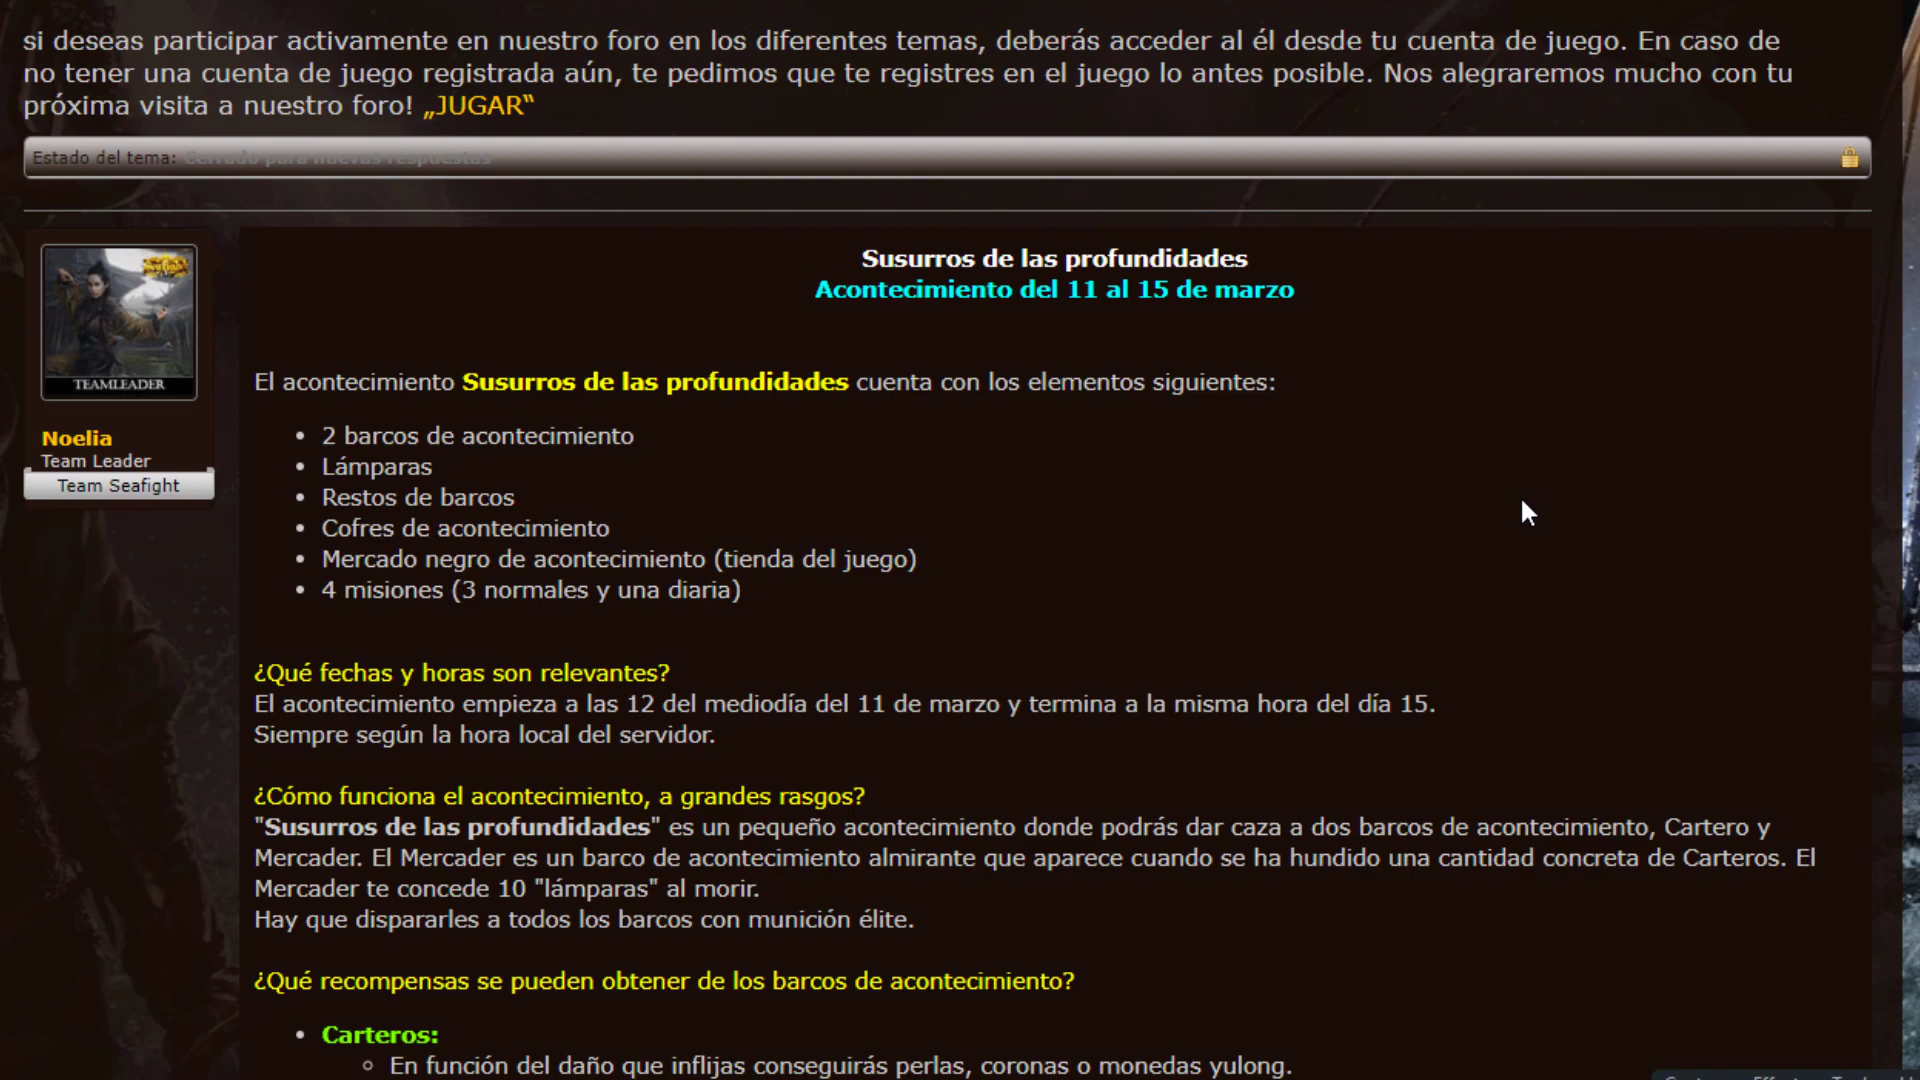 si deseas participar activamente en nuestro foro en los diferentes temas, deberás acceder al él desde tu cuenta de juego. En caso de
no tener una cuenta de juego registrada aún, te pedimos que te registres en el juego lo antes posible. Nos alegraremos mucho con tu
próxima visita a nuestro foro! „JUGAR“
Estado del tema: Cerrado para nuevas respuestas
TEAMLEADER
Noelia
Team Leader
Team Seafight
Susurros de las profundidades
Acontecimiento del 11 al 15 de marzo
El acontecimiento Susurros de las profundidades cuenta con los elementos siguientes:
• 2 barcos de acontecimiento
• Lámparas
• Restos de barcos
• Cofres de acontecimiento
• Mercado negro de acontecimiento (tienda del juego)
• 4 misiones (3 normales y una diaria)
¿Qué fechas y horas son relevantes?
El acontecimiento empieza a las 12 del mediodía del 11 de marzo y termina a la misma hora del día 15.
Siempre según la hora local del servidor.
¿Cómo funciona el acontecimiento, a grandes rasgos?
"Susurros de las profundidades" es un pequeño acontecimiento donde podrás dar caza a dos barcos de acontecimiento, Cartero y
Mercader. El Mercader es un barco de acontecimiento almirante que aparece cuando se ha hundido una cantidad concreta de Carteros. El
Mercader te concede 10 "lámparas" al morir.
Hay que dispararles a todos los barcos con munición élite.
¿Qué recompensas se pueden obtener de los barcos de acontecimiento?
• Carteros:
◦ En función del daño que inflijas conseguirás perlas, coronas o monedas yulong.